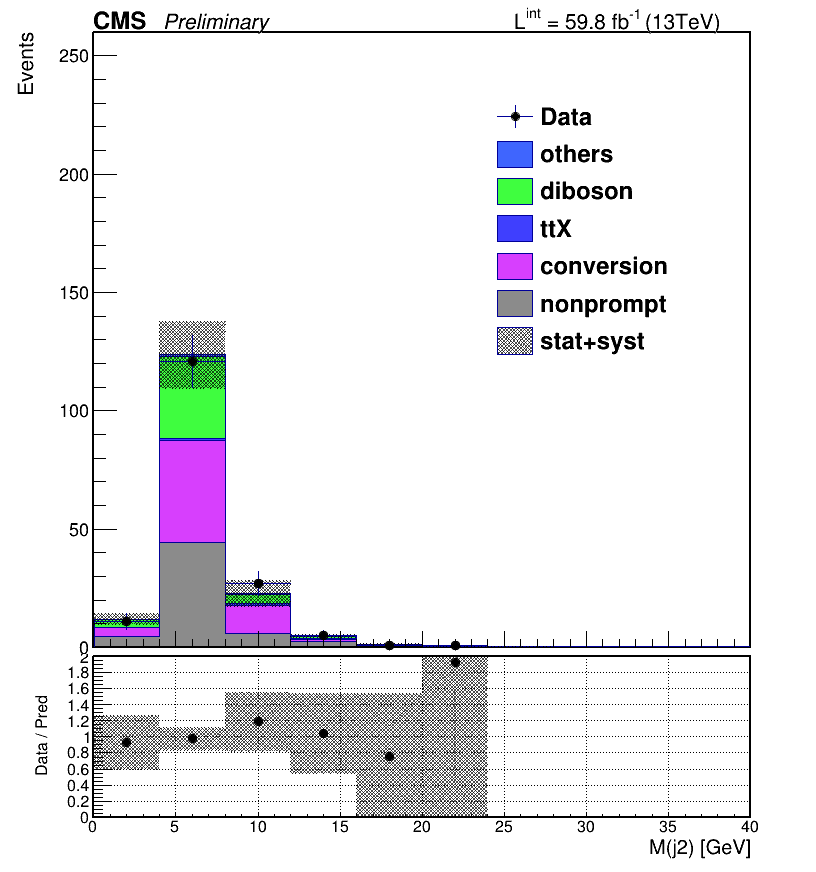 CMS Preliminary L^int = 59.8 fb^-1 (13TeV)
Events
250
200
150
100
50
0
Data
others
diboson
ttX
conversion
nonprompt
stat+syst
Data / Pred
2
1.8
1.6
1.4
1.2
1
0.8
0.6
0.4
0.2
0
0 5 10 15 20 25 30 35 40
M(j2) [GeV]